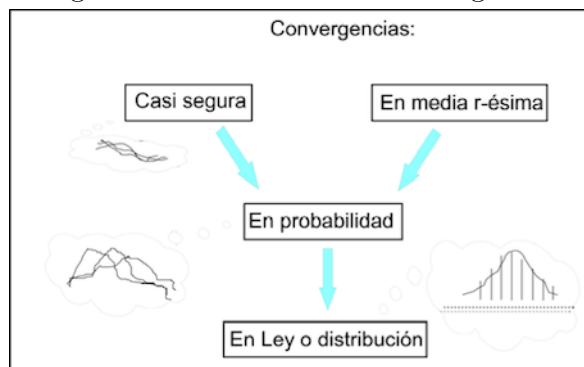 Convergencias:
Casi segura
En media r-ésima
En probabilidad
En Ley o distribución